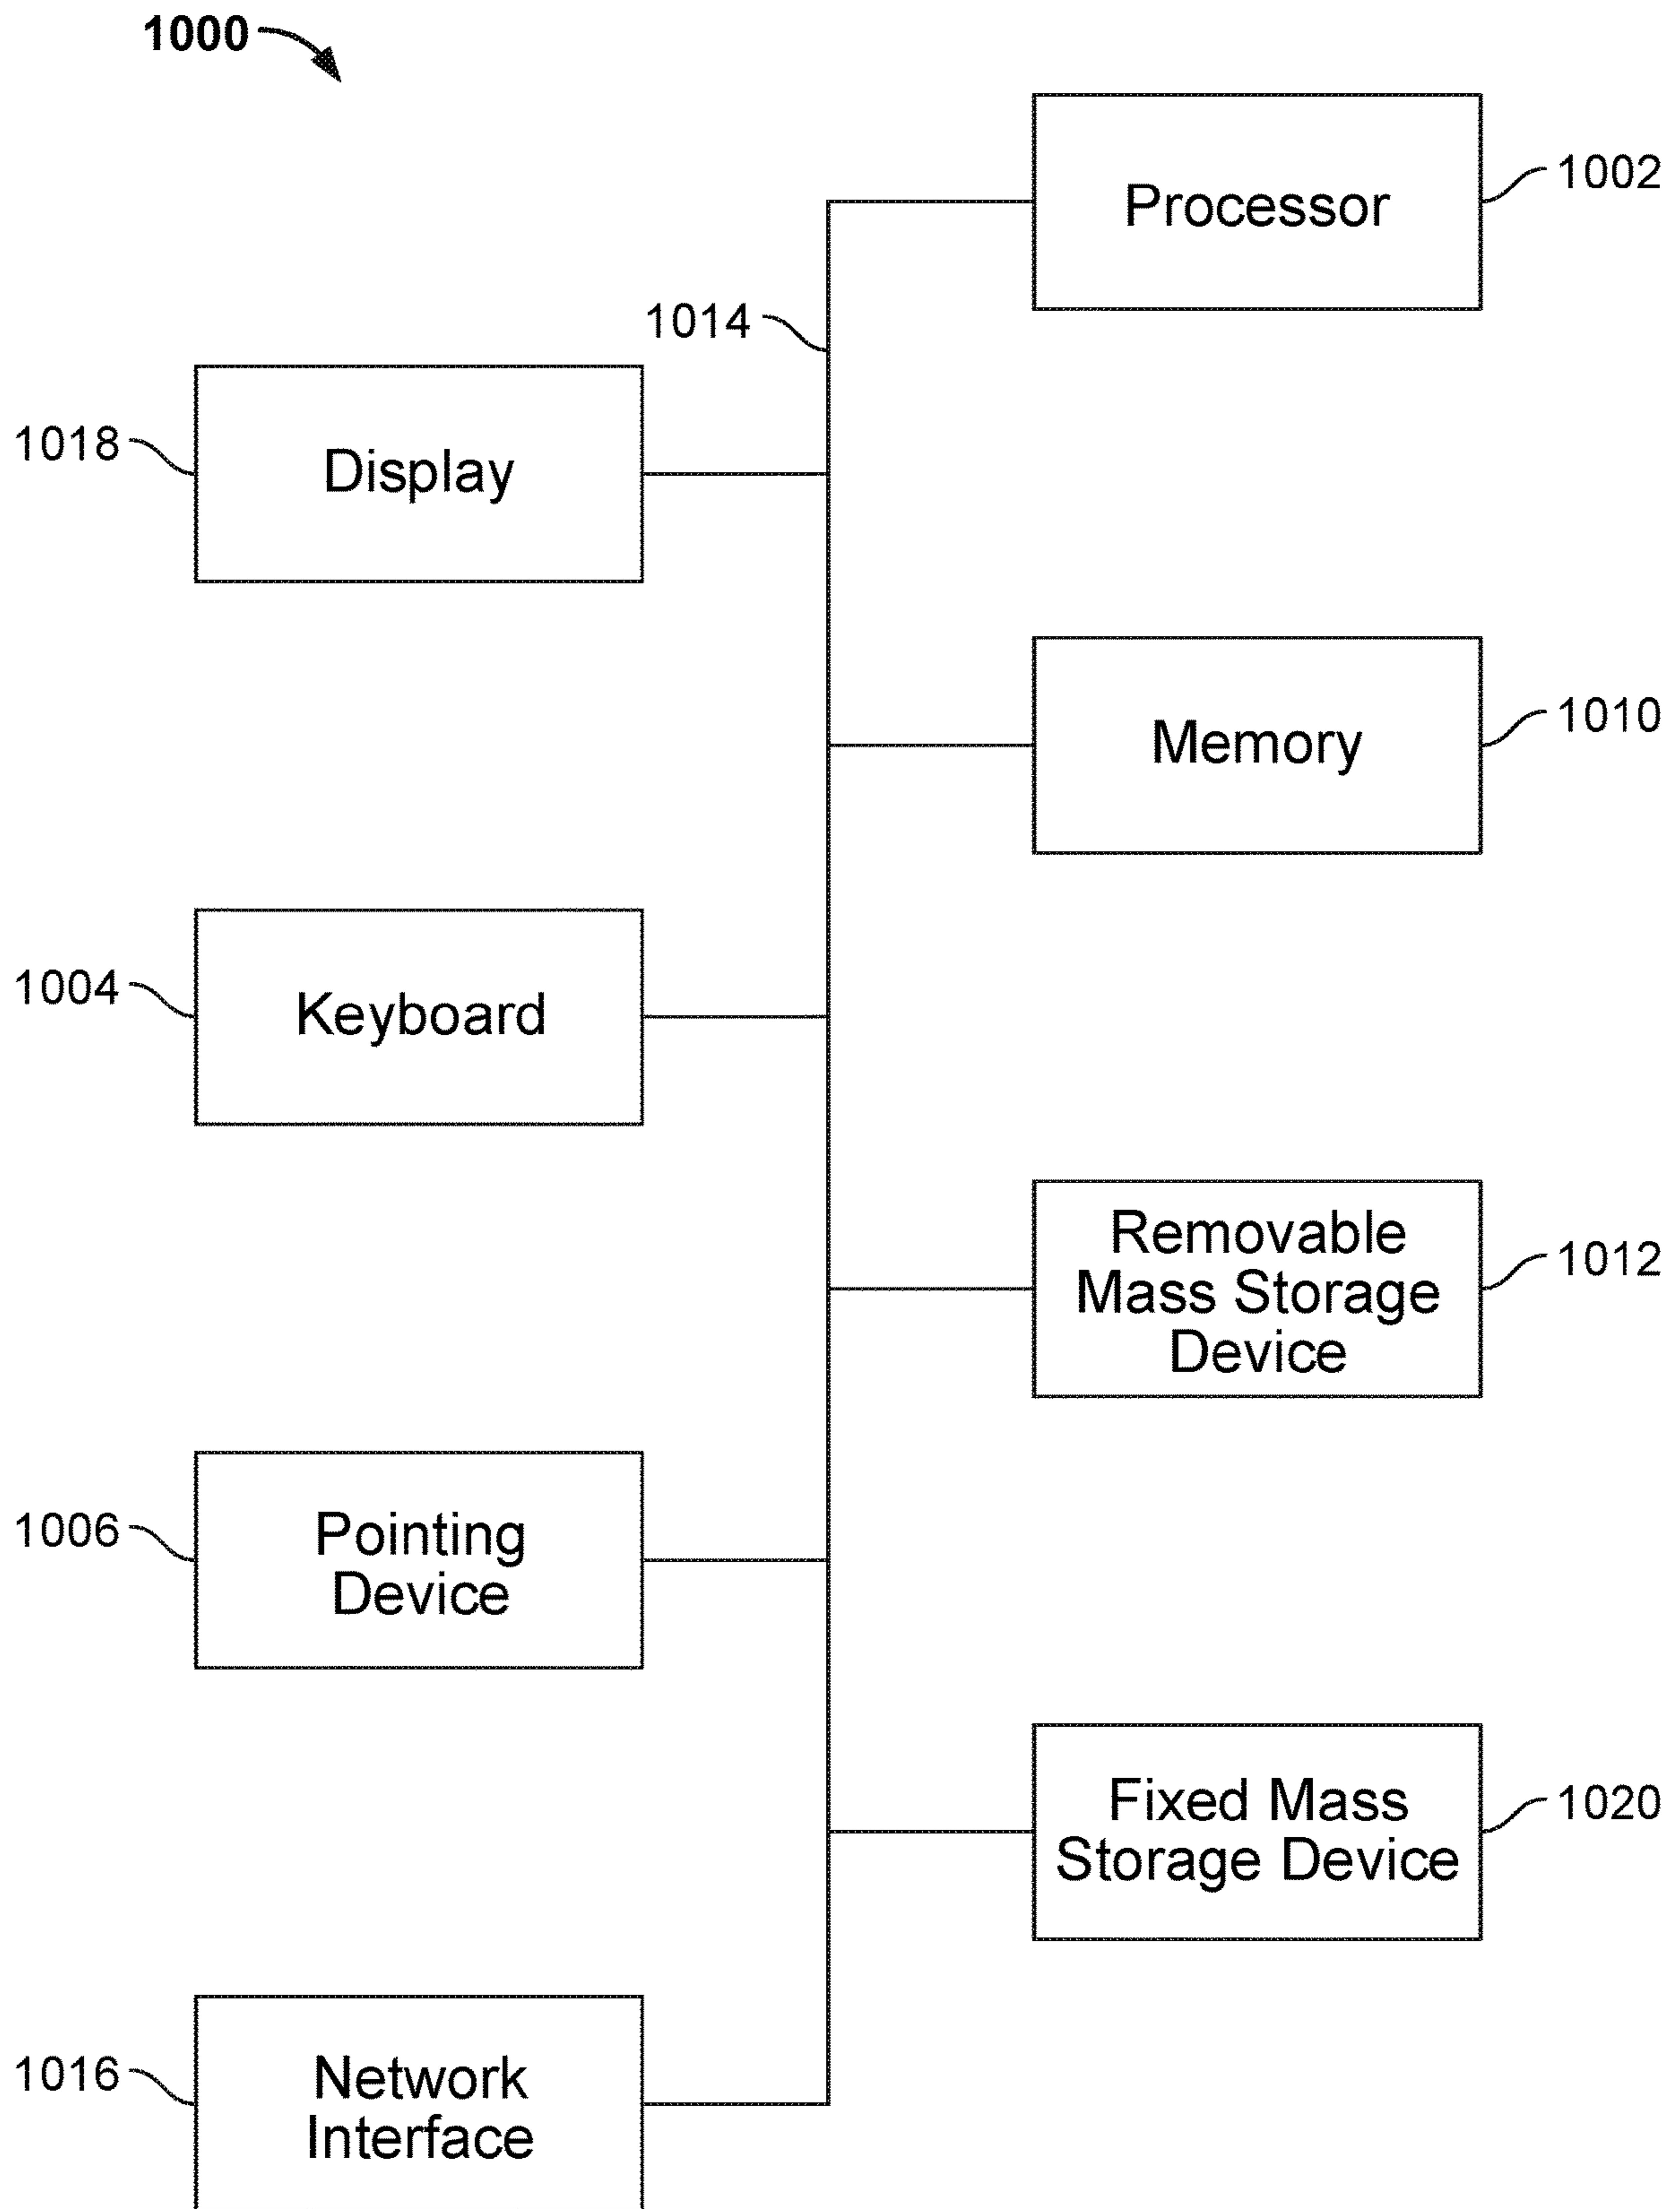 1000
Processor
1002
1014
1018
Display
Memory
1010
1004
Keyboard
Removable
Mass Storage
Device
1012
1006
Pointing
Device
Fixed Mass
Storage Device
1020
1016
Network
Interface